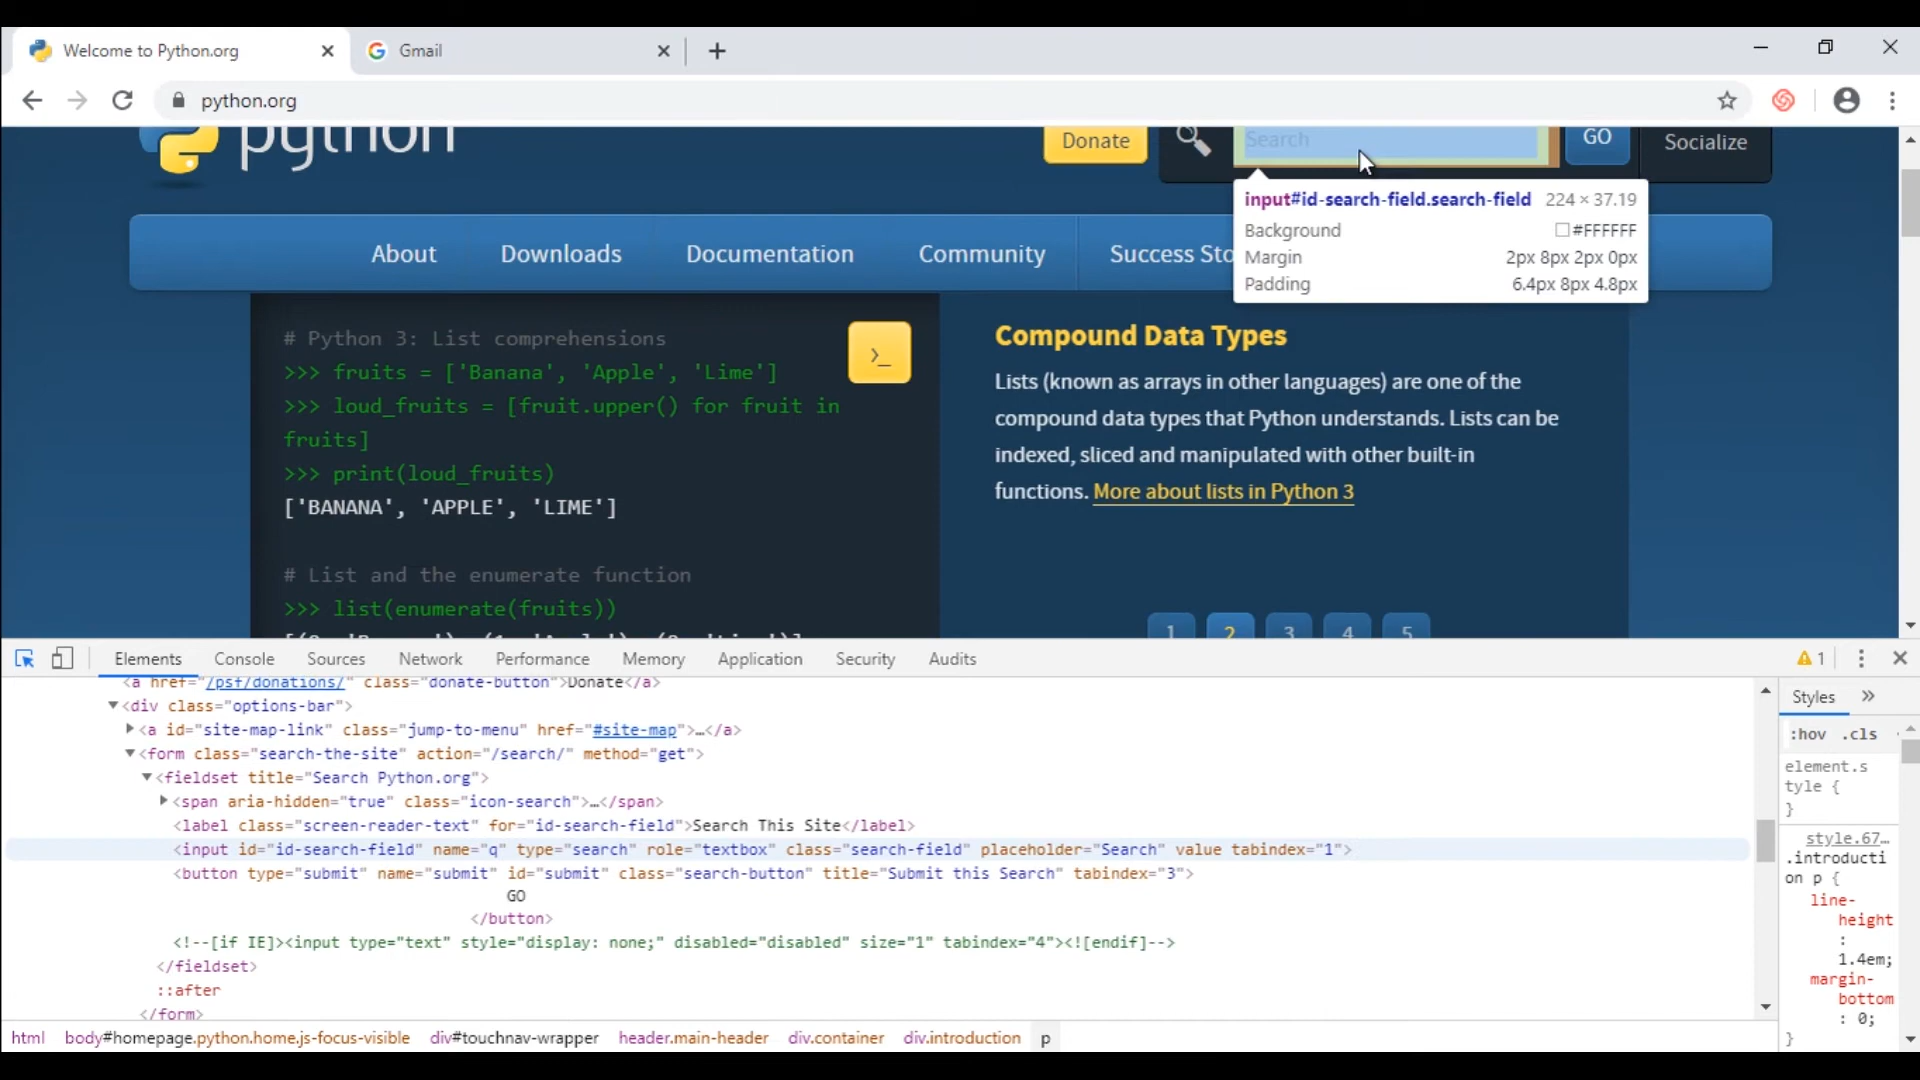 Welcome to Python.org
Gmail
python.org
python
Donate
Search
GO
Socialize
input#id-search-field.search-field 224 × 37.19
Background #FFFFFF
Margin 2px 8px 2px 0px
Padding 6.4px 8px 4.8px
About Downloads Documentation Community Success Sto
# Python 3: List comprehensions
>>> fruits = ['Banana', 'Apple', 'Lime']
>>> loud_fruits = [fruit.upper() for fruit in
fruits]
>>> print(loud_fruits)
['BANANA', 'APPLE', 'LIME']
# List and the enumerate function
>>> list(enumerate(fruits))
>_
Compound Data Types
Lists (known as arrays in other languages) are one of the
compound data types that Python understands. Lists can be
indexed, sliced and manipulated with other built-in
functions. More about lists in Python 3
1 2 3 4 5
Elements Console Sources Network Performance Memory Application Security Audits 1
<a href="/psf/donations/" class="donate-button">Donate</a>
<div class="options-bar">
<a id="site-map-link" class="jump-to-menu" href="#site-map">…</a>
<form class="search-the-site" action="/search/" method="get">
<fieldset title="Search Python.org">
<span aria-hidden="true" class="icon-search">…</span>
<label class="screen-reader-text" for="id-search-field">Search This Site</label>
<input id="id-search-field" name="q" type="search" role="textbox" class="search-field" placeholder="Search" value tabindex="1">
<button type="submit" name="submit" id="submit" class="search-button" title="Submit this Search" tabindex="3">
GO
</button>
<!--[if IE]><input type="text" style="display: none;" disabled="disabled" size="1" tabindex="4"><![endif]-->
</fieldset>
::after
</form>
html body#homepage.python.home.js-focus-visible div#touchnav-wrapper header.main-header div.container div.introduction p
Styles »
:hov .cls
element.s
tyle {
}
style.67…
.introducti
on p {
line-
height
:
1.4em;
margin-
bottom
: 0;
}